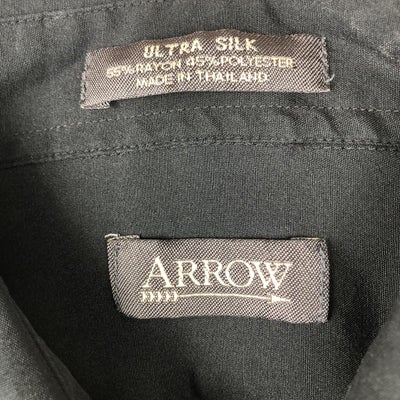 ULTRA SILK
55% RAYON 45% POLYESTER
MADE IN THAILAND
ARROW